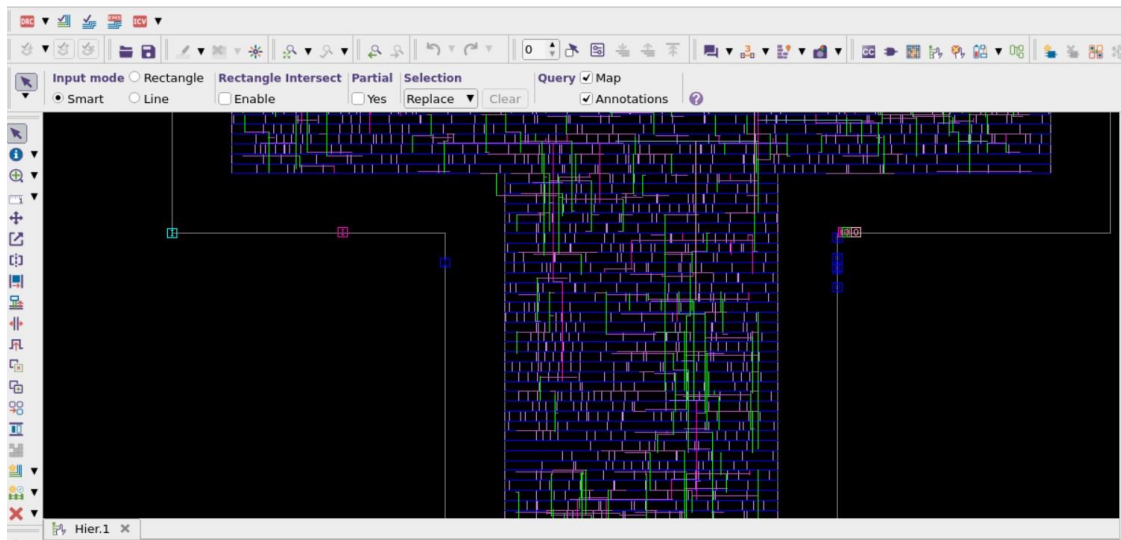 DRC ICV
0
Input mode Rectangle Rectangle Intersect Partial Selection Query Map
Smart Line Enable Yes Replace Clear Annotations
Hier.1